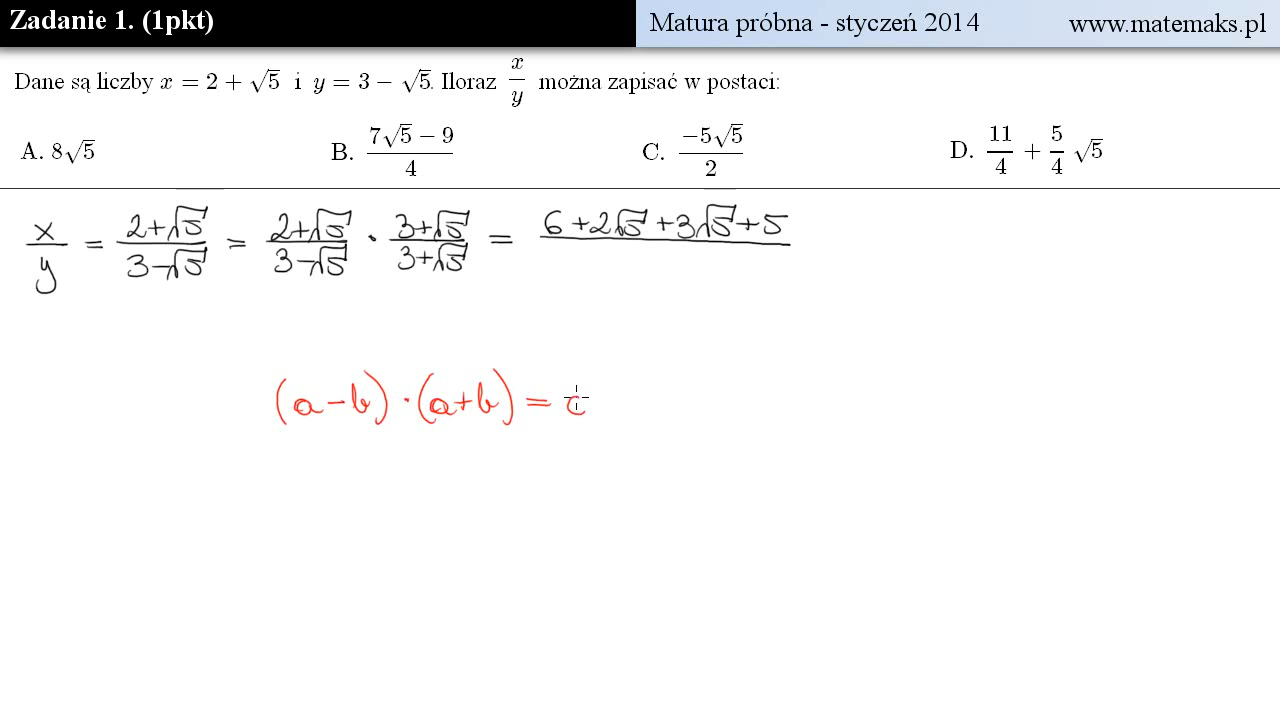 Zadanie 1. (1pkt)
Matura próbna - styczeń 2014 www.matemaks.pl
Dane są liczby x = 2 + √5 i y = 3 − √5. Iloraz x/y można zapisać w postaci:
A. 8√5 B. (7√5 − 9)/4 C. (−5√5)/2 D. 11/4 + 5/4 √5
x/y = (2+√5)/(3−√5) = (2+√5)/(3−√5) · (3+√5)/(3+√5) = 6+2√5+3√5+5
(a−b)·(a+b) =